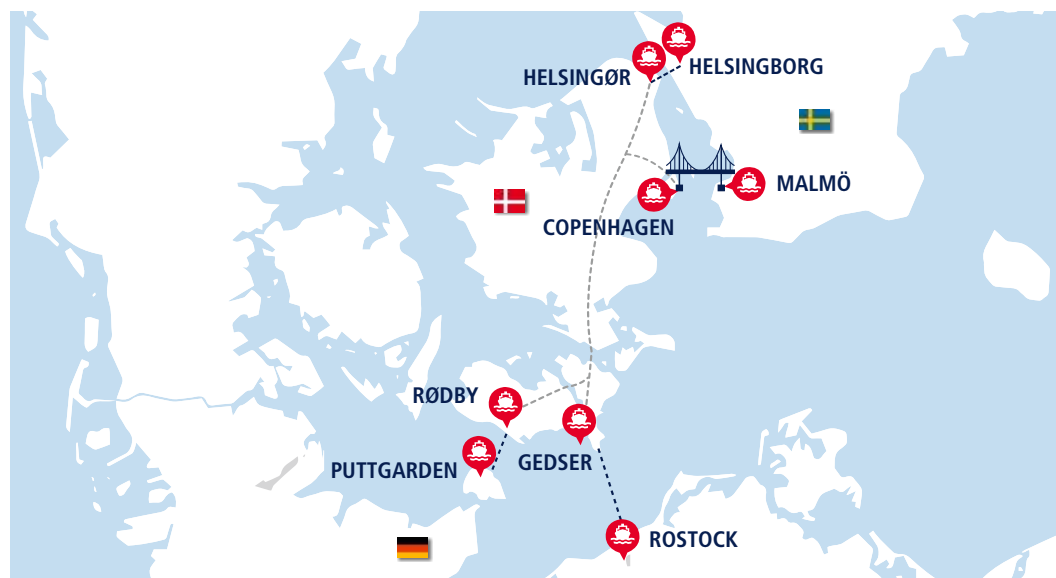 HELSINGBORG
HELSINGØR
MALMÖ
COPENHAGEN
RØDBY
GEDSER
PUTTGARDEN
ROSTOCK